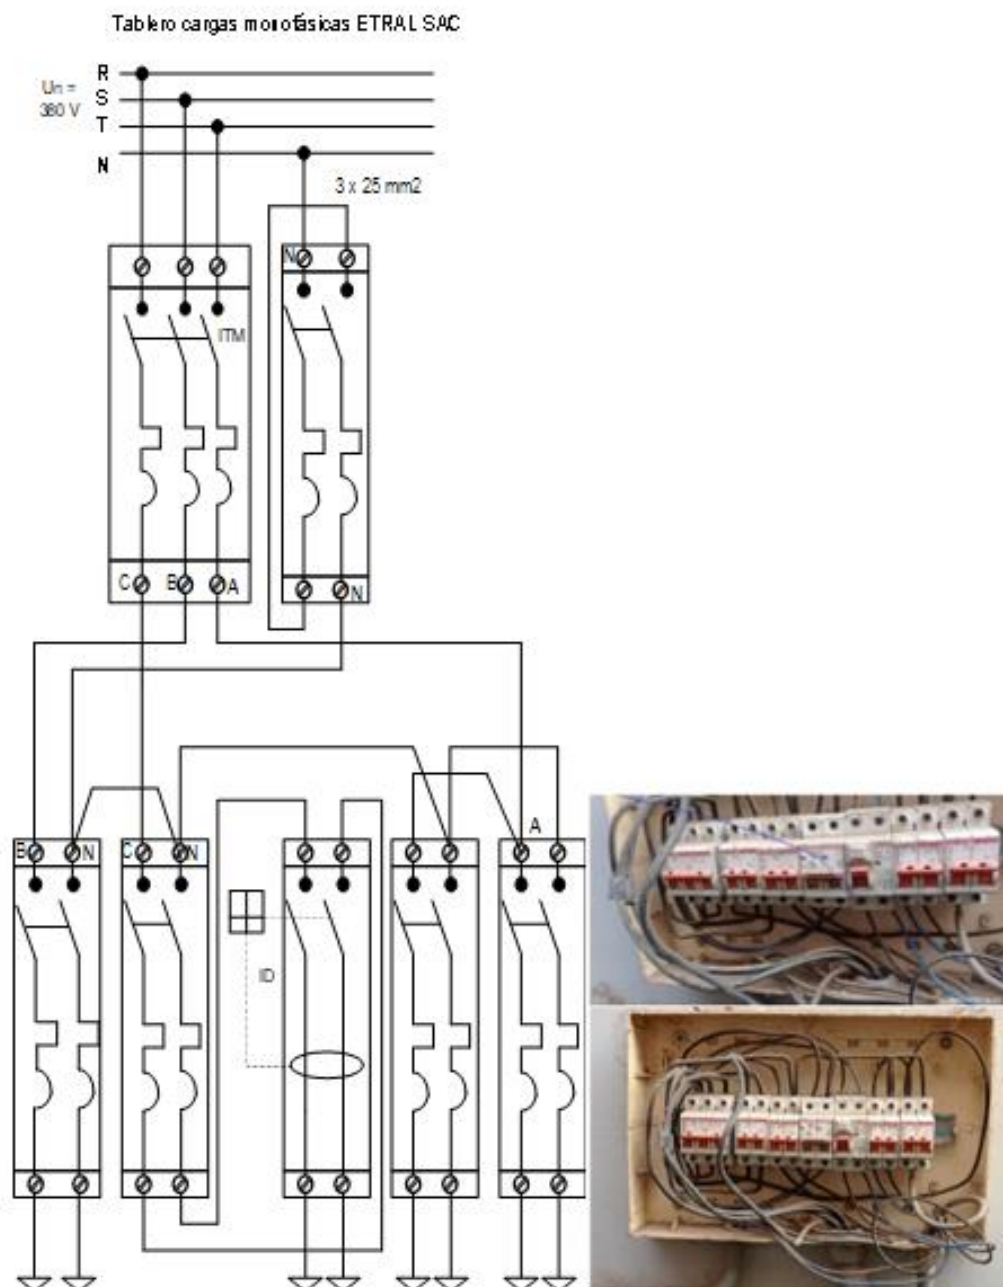 Tablero cargas monofásicas ETRAL SAC
R
Un =
380 V
S
T
N
3 x 25 mm2
N
ITM
C B A
N
A
B N C N
ID